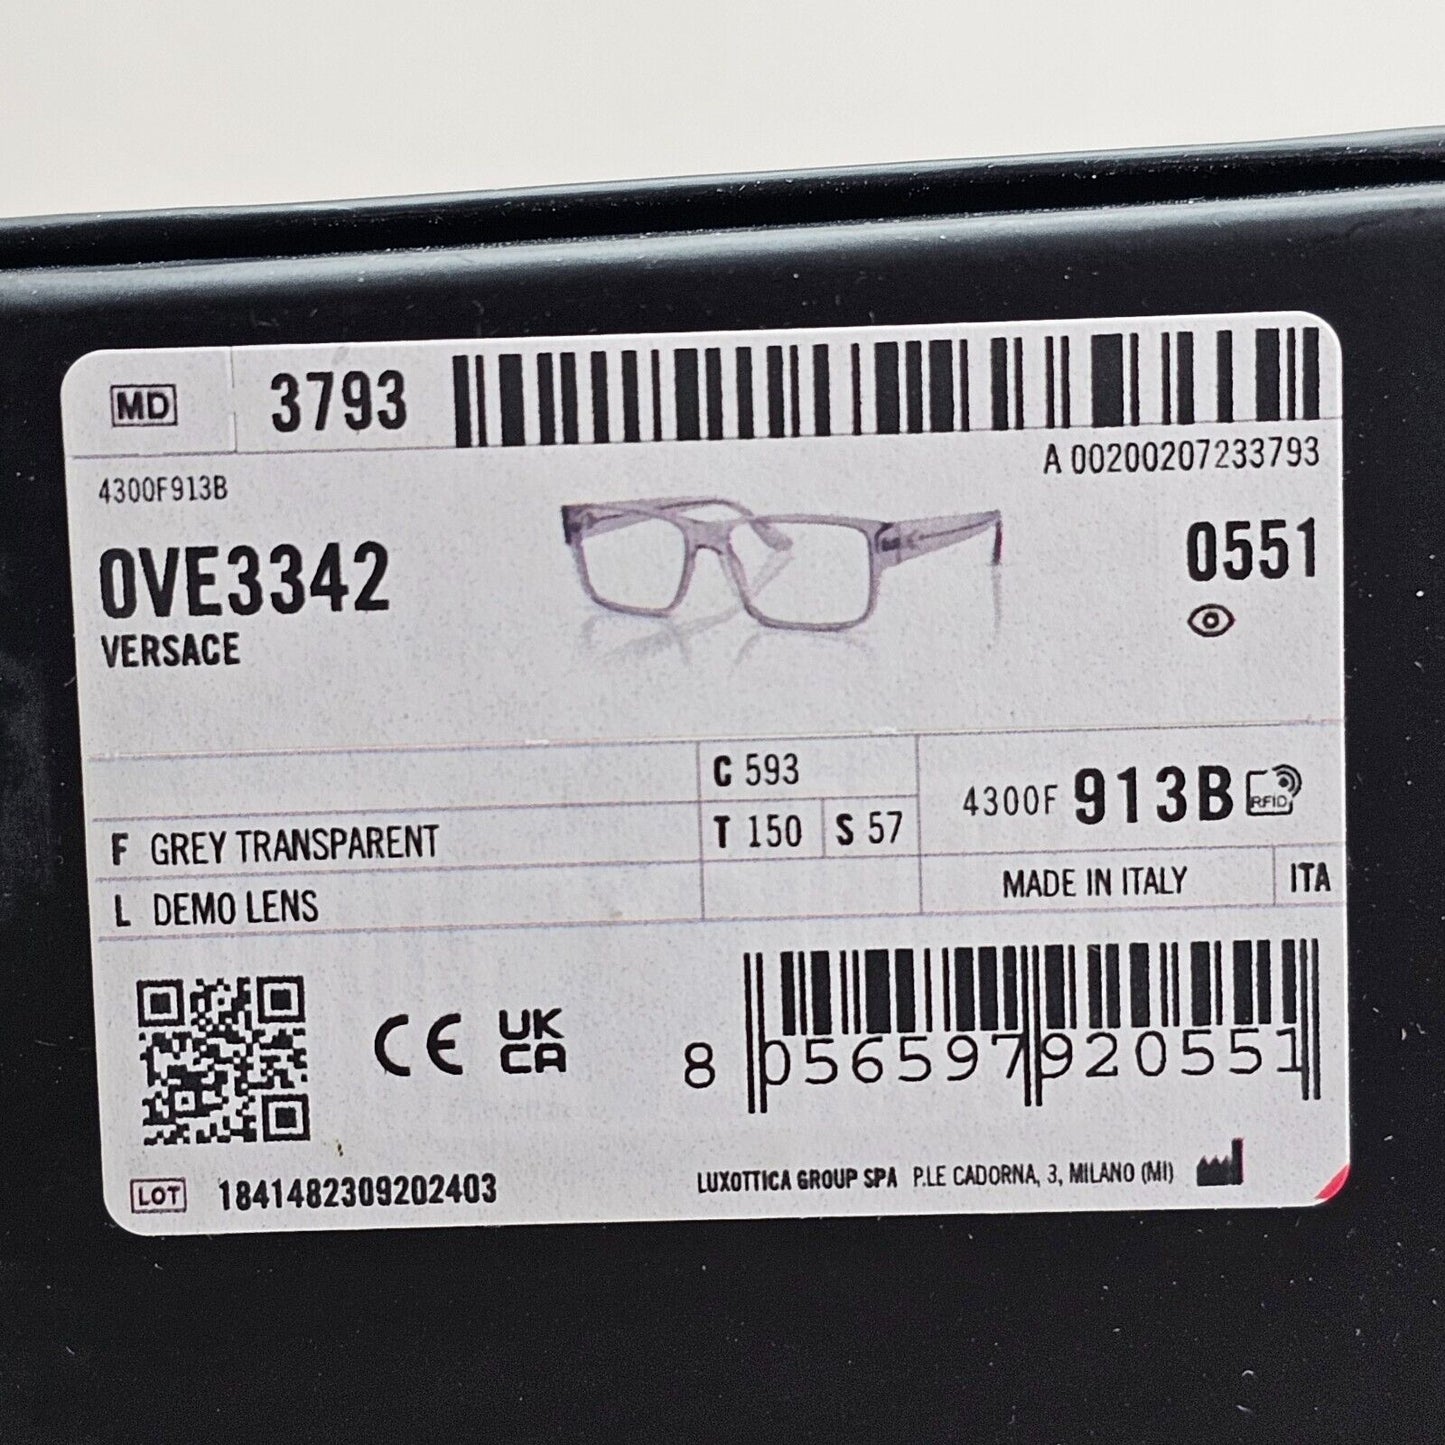 MD 3793
A 00200207233793
4300F913B
0VE3342 0551
VERSACE
C 593
F GREY TRANSPARENT T 150 S 57 4300F 913B RFID
L DEMO LENS MADE IN ITALY ITA
CE UK
CA
8 056597 920551
LOT 1841482309202403 LUXOTTICA GROUP SPA P.LE CADORNA, 3, MILANO (MI)